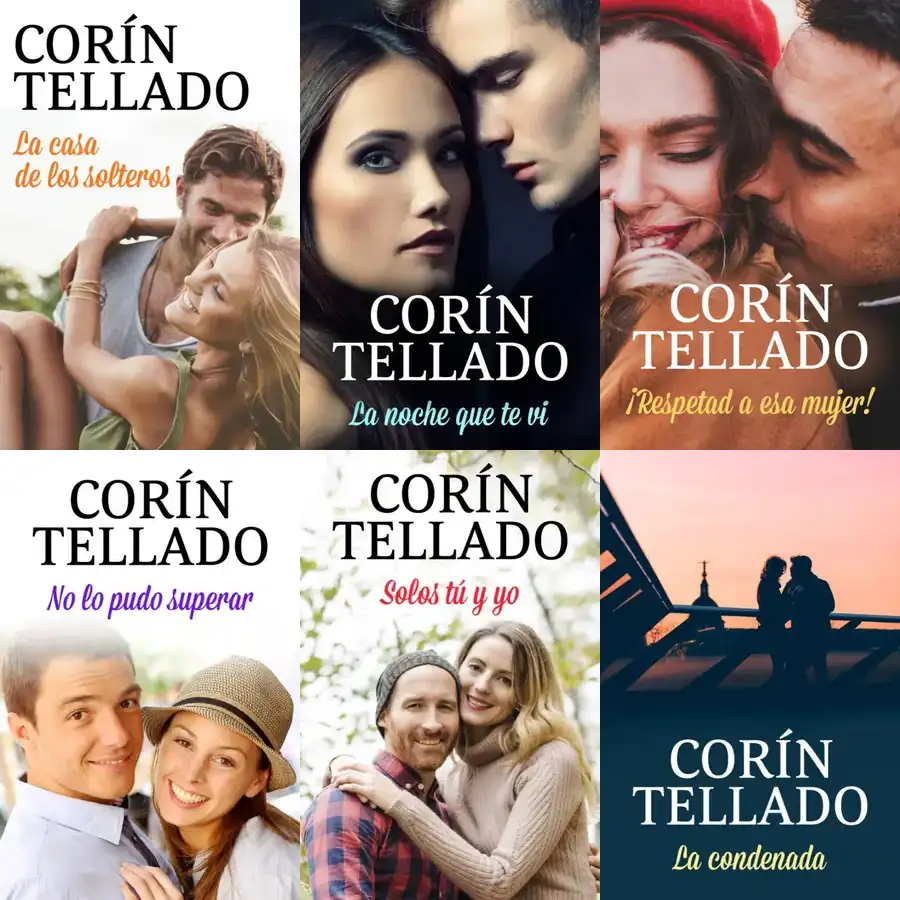 CORÍN
TELLADO
La casa
de los solteros
CORÍN
TELLADO
La noche que te vi
CORÍN
TELLADO
¡Respetad a esa mujer!
CORÍN
TELLADO
No lo pudo superar
CORÍN
TELLADO
Solos tú y yo
CORÍN
TELLADO
La condenada